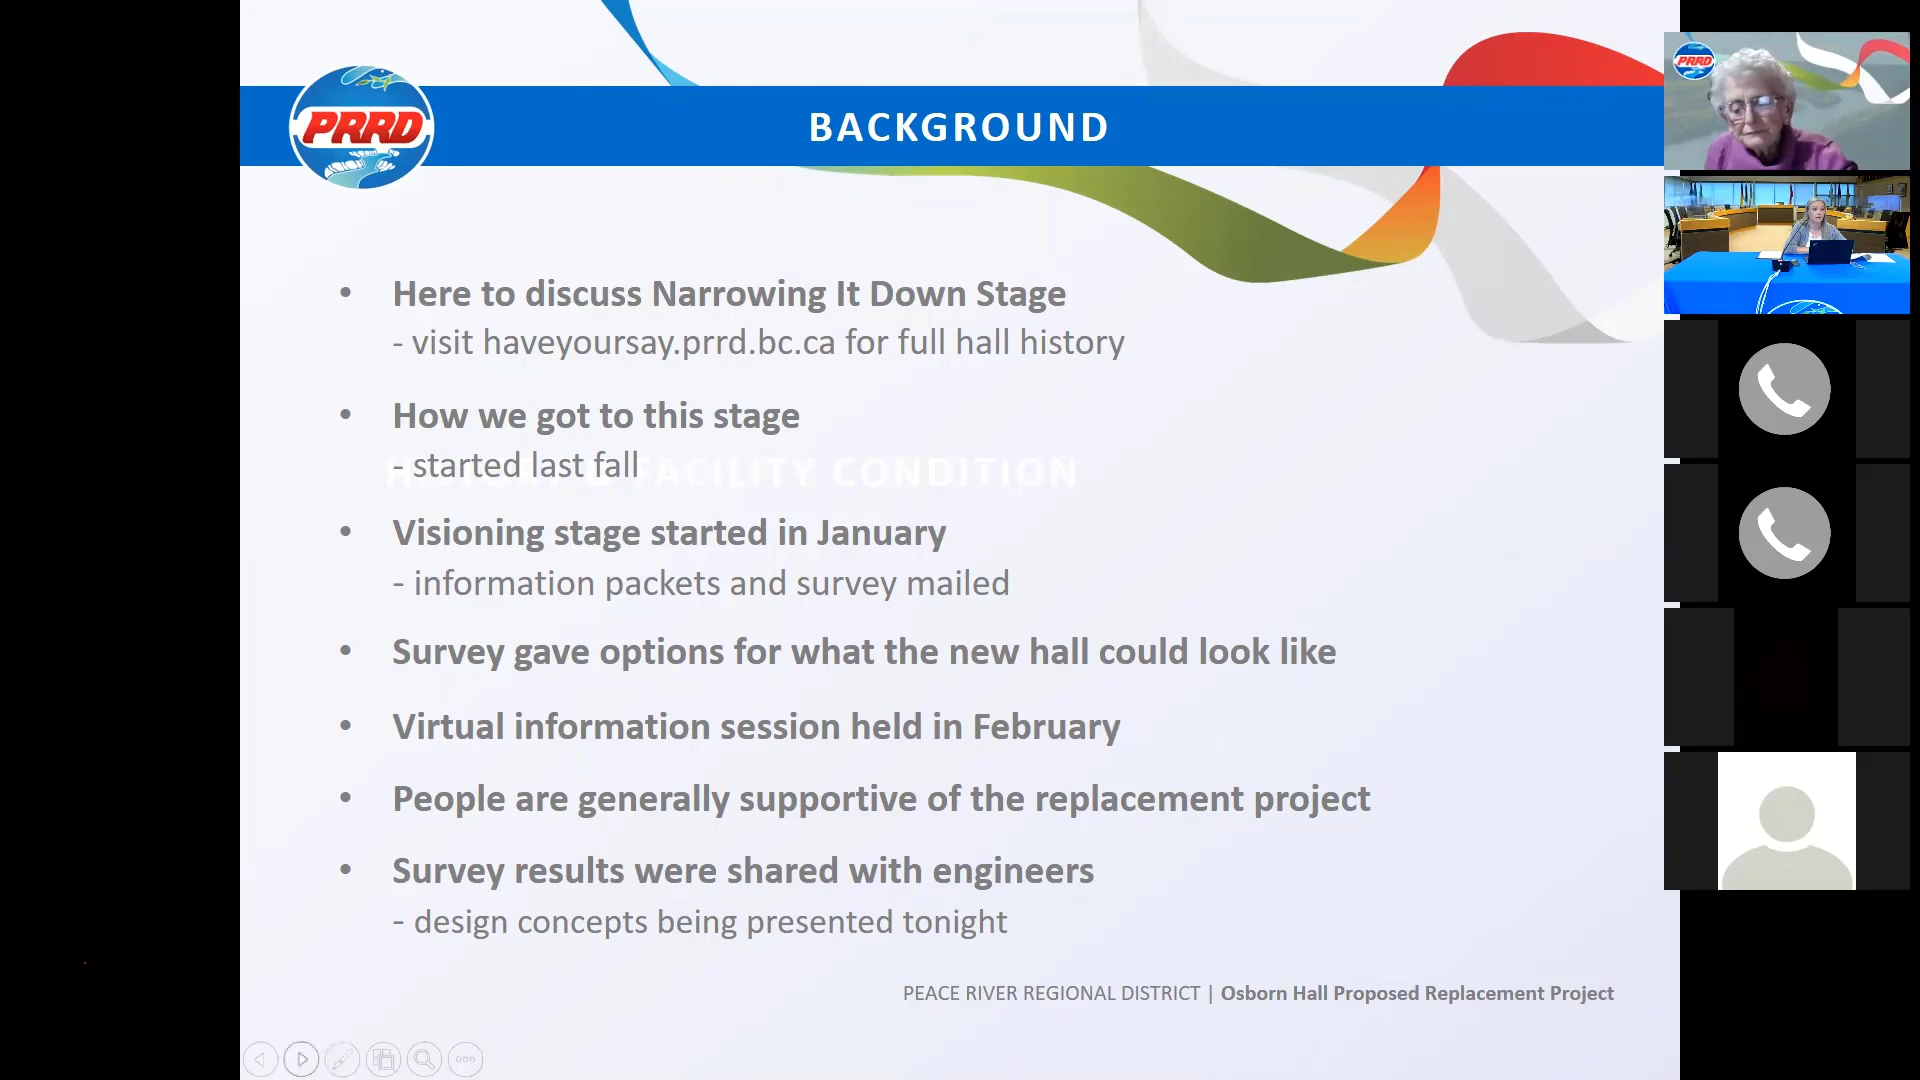 PRRD
BACKGROUND
PRRD
• Here to discuss Narrowing It Down Stage
- visit haveyoursay.prrd.bc.ca for full hall history
• How we got to this stage
- started last fall
FACILITY CONDITION
• Visioning stage started in January
- information packets and survey mailed
• Survey gave options for what the new hall could look like
• Virtual information session held in February
• People are generally supportive of the replacement project
• Survey results were shared with engineers
- design concepts being presented tonight
PEACE RIVER REGIONAL DISTRICT | Osborn Hall Proposed Replacement Project